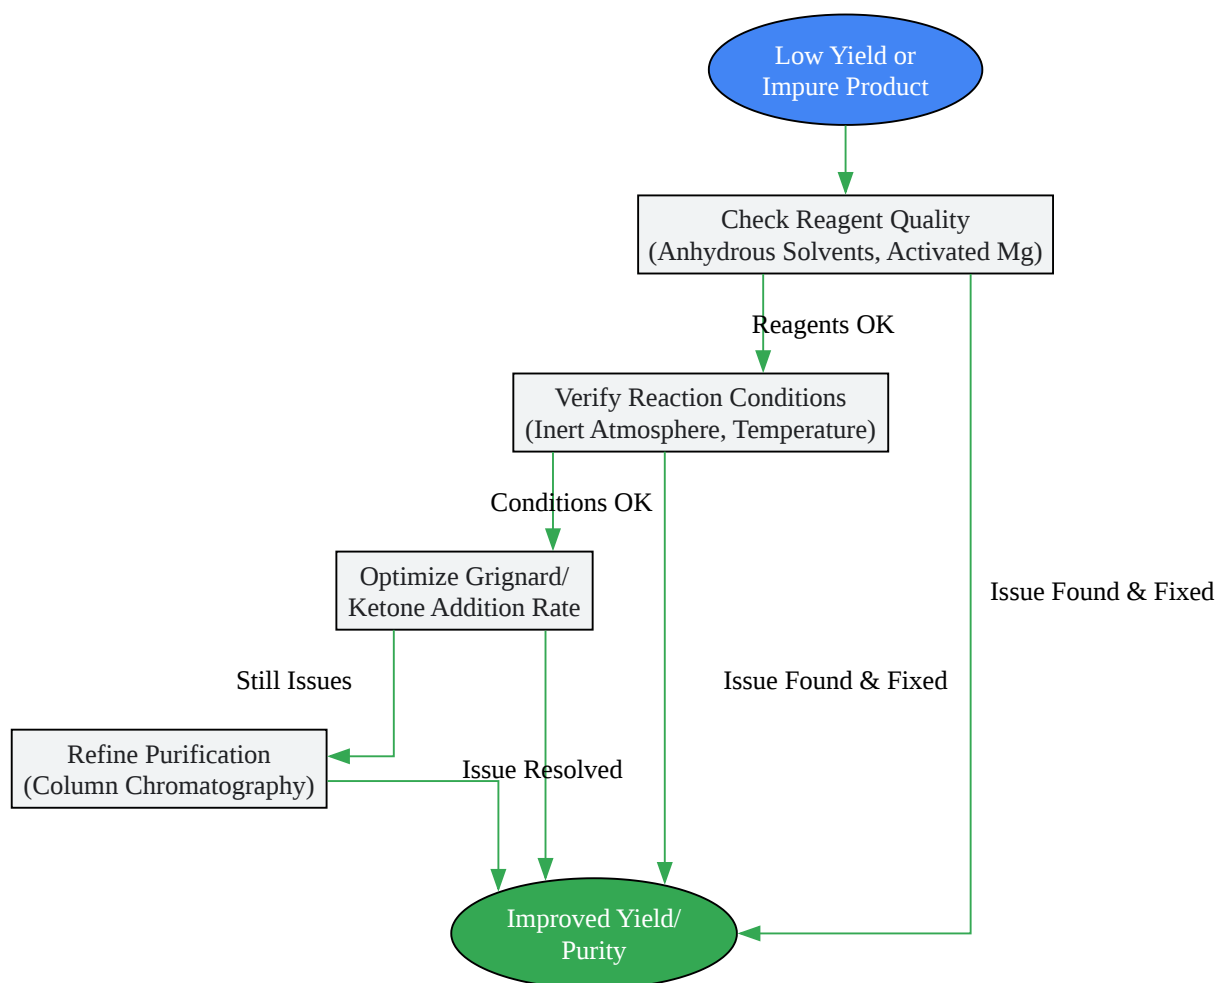 Low Yield or
Impure Product
Check Reagent Quality
(Anhydrous Solvents, Activated Mg)
Reagents OK
Verify Reaction Conditions
(Inert Atmosphere, Temperature)
Conditions OK
Optimize Grignard/
Ketone Addition Rate
Issue Found & Fixed
Still Issues
Issue Found & Fixed
Refine Purification
(Column Chromatography)
Issue Resolved
Improved Yield/
Purity